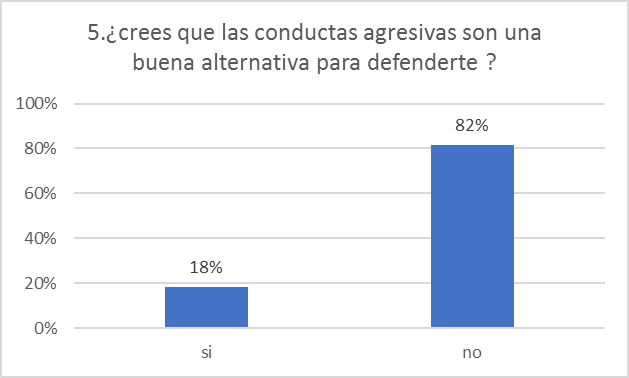 5.¿crees que las conductas agresivas son una
buena alternativa para defenderte ?
100%
82%
80%
60%
40%
18%
20%
0%
si
no